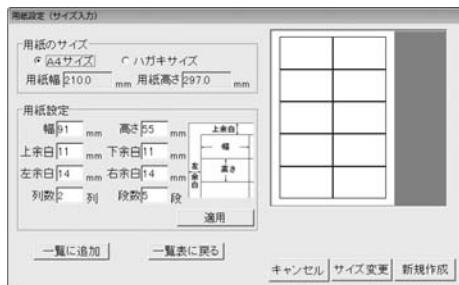 用紙設定(サイズ入力)
用紙のサイズ
A4サイズ ハガキサイズ
用紙幅 210.0 mm 用紙高さ 297.0 mm
用紙設定
幅 91 mm 高さ 55 mm
上余白 11 mm 下余白 11 mm
左余白 14 mm 右余白 14 mm
列数 2 列 段数 5 段
上余白
幅
左余白
高さ
適用
一覧に追加 一覧表に戻る
キャンセル サイズ変更 新規作成